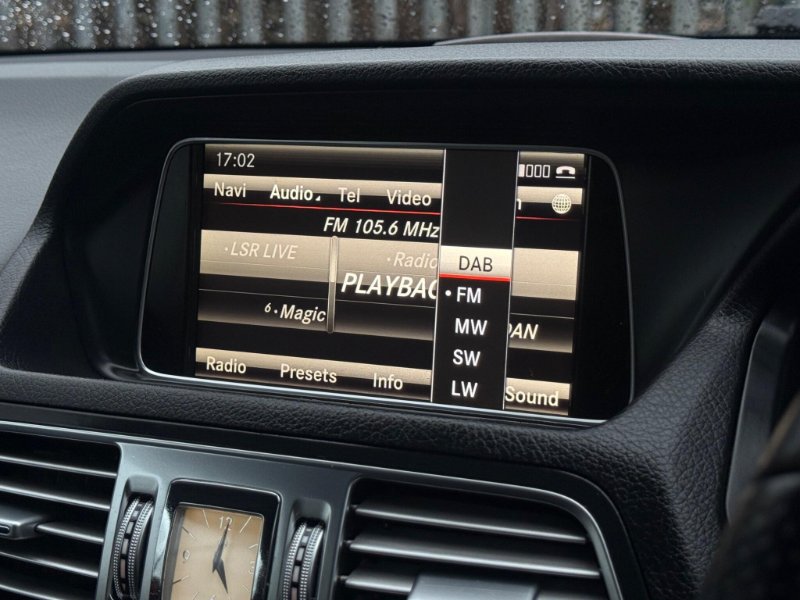 17:02
Navi Audio Tel Video
FM 105.6 MHz
•LSR LIVE •Radio
PLAYBAC
6•Magic
Radio Presets Info Sound
DAB
•FM
MW
SW
LW